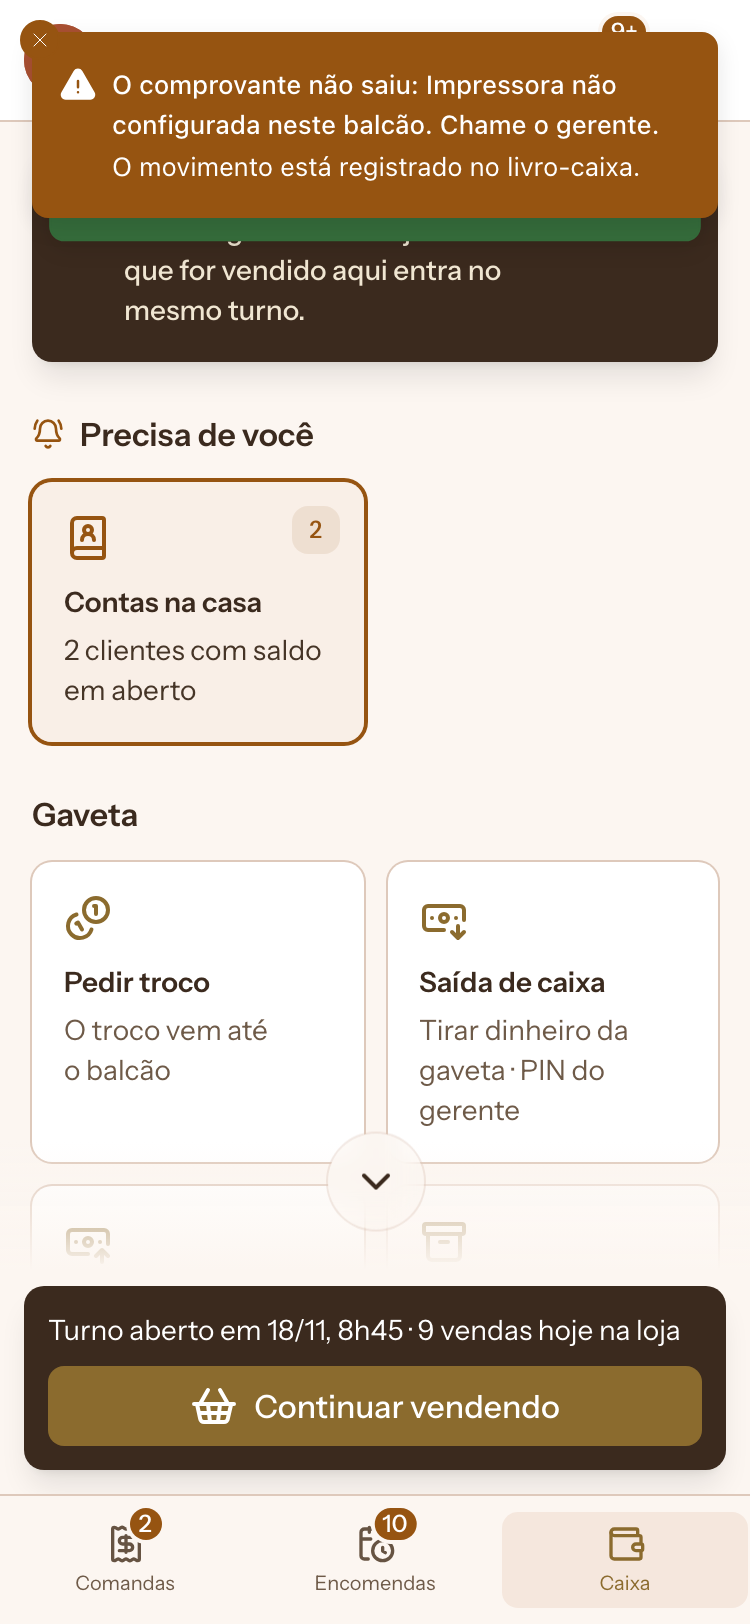 9+
O comprovante não saiu: Impressora não
configurada neste balcão. Chame o gerente.
O movimento está registrado no livro-caixa.
que for vendido aqui entra no
mesmo turno.
Precisa de você
2
Contas na casa
2 clientes com saldo
em aberto
Gaveta
Pedir troco
O troco vem até
o balcão
Saída de caixa
Tirar dinheiro da
gaveta · PIN do
gerente
Turno aberto em 18/11, 8h45 · 9 vendas hoje na loja
Continuar vendendo
2
Comandas
10
Encomendas
Caixa